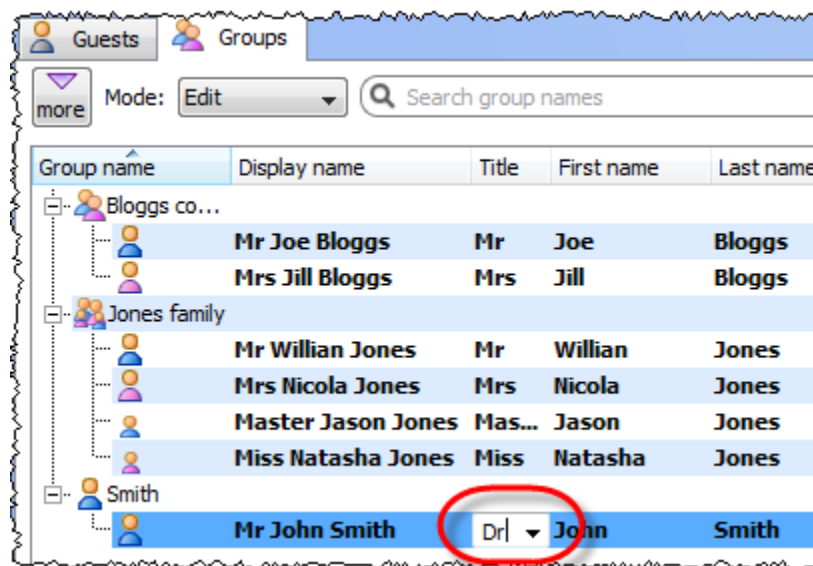 Guests Groups
more Mode: Edit Search group names
Group name Display name Title First name Last name
Bloggs co...
Mr Joe Bloggs Mr Joe Bloggs
Mrs Jill Bloggs Mrs Jill Bloggs
Jones family
Mr Willian Jones Mr Willian Jones
Mrs Nicola Jones Mrs Nicola Jones
Master Jason Jones Mas... Jason Jones
Miss Natasha Jones Miss Natasha Jones
Smith
Mr John Smith Dr John Smith